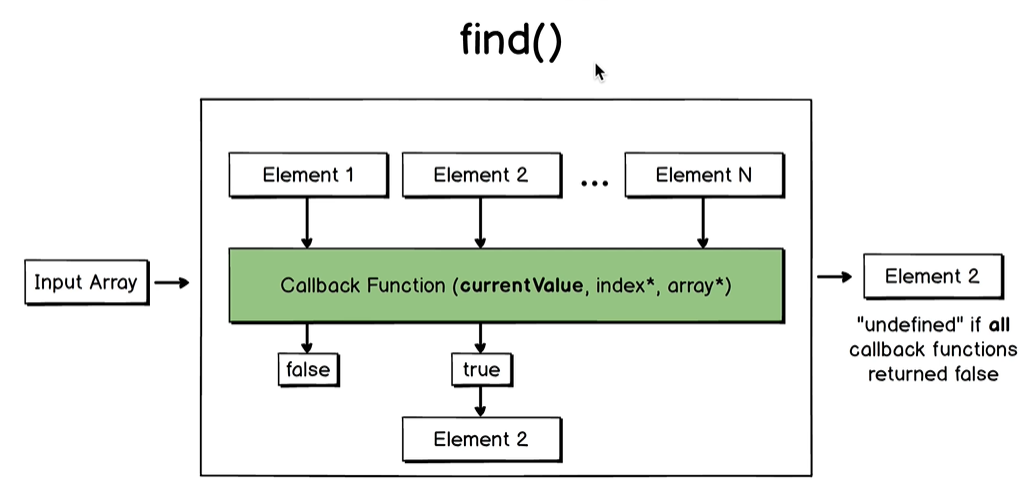 find()
Element 1
Element 2
...
Element N
Input Array
Callback Function (currentValue, index*, array*)
Element 2
"undefined" if all
callback functions
returned false
false
true
Element 2